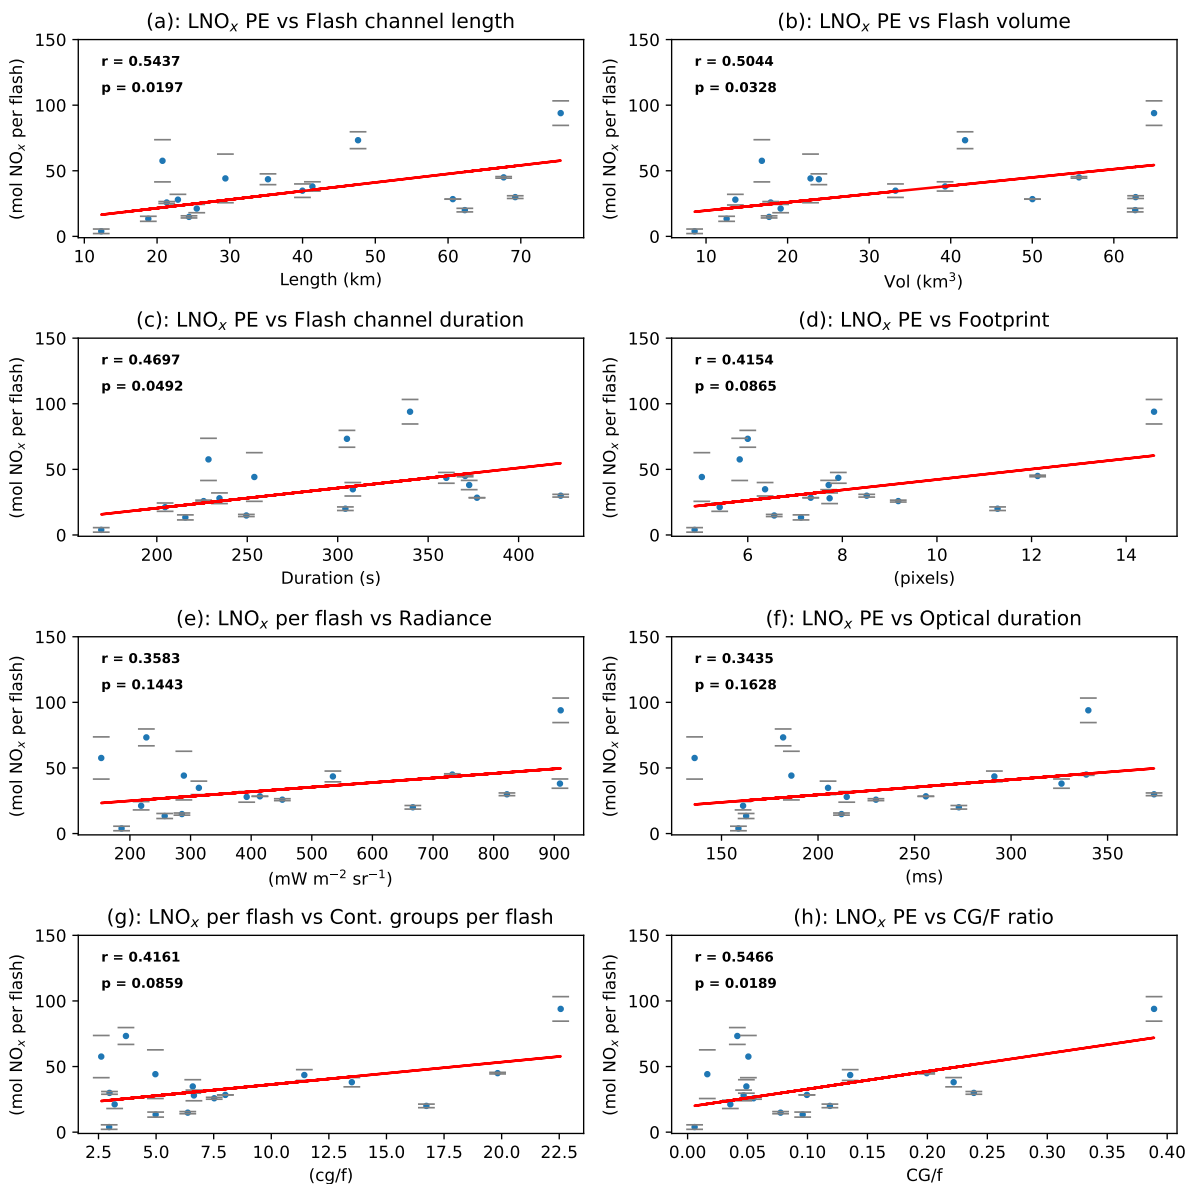 (a): LNOₓ PE vs Flash channel length
(mol NOₓ per flash)
150
100
50
0
r = 0.5437
p = 0.0197
10 20 30 40 50 60 70
Length (km)
(b): LNOₓ PE vs Flash volume
(mol NOₓ per flash)
150
100
50
0
r = 0.5044
p = 0.0328
10 20 30 40 50 60
Vol (km³)
(c): LNOₓ PE vs Flash channel duration
(mol NOₓ per flash)
150
100
50
0
r = 0.4697
p = 0.0492
200 250 300 350 400
Duration (s)
(d): LNOₓ PE vs Footprint
(mol NOₓ per flash)
150
100
50
0
r = 0.4154
p = 0.0865
6 8 10 12 14
(pixels)
(e): LNOₓ per flash vs Radiance
(mol NOₓ per flash)
150
100
50
0
r = 0.3583
p = 0.1443
200 300 400 500 600 700 800 900
(mW m⁻² sr⁻¹)
(f): LNOₓ PE vs Optical duration
(mol NOₓ per flash)
150
100
50
0
r = 0.3435
p = 0.1628
150 200 250 300 350
(ms)
(g): LNOₓ per flash vs Cont. groups per flash
(mol NOₓ per flash)
150
100
50
0
r = 0.4161
p = 0.0859
2.5 5.0 7.5 10.0 12.5 15.0 17.5 20.0 22.5
(cg/f)
(h): LNOₓ PE vs CG/F ratio
(mol NOₓ per flash)
150
100
50
0
r = 0.5466
p = 0.0189
0.00 0.05 0.10 0.15 0.20 0.25 0.30 0.35 0.40
CG/f